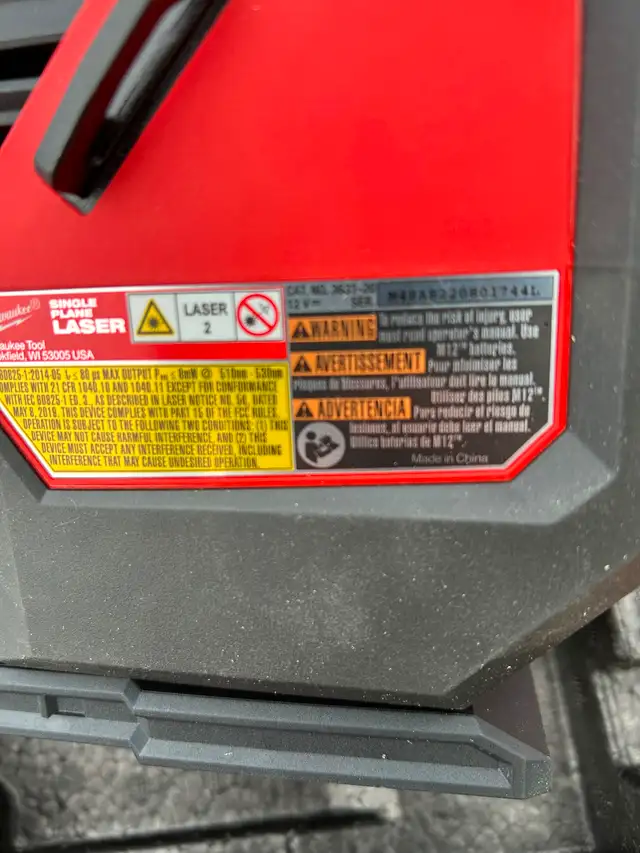 SINGLE
PLANE
LASER
LASER
2
Tool
WI 53005 USA
60825-1:2014-05 80 µs MAX OUTPUT 510nm - 530nm
COMPLIES WITH 21 CFR 1040.10 AND 1040.11 EXCEPT FOR CONFORMANCE
WITH IEC 60825-1 ED. 3, AS DESCRIBED IN LASER NOTICE NO. 56, DATED
MAY 8, 2019. THIS DEVICE COMPLIES WITH PART 15 OF THE FCC RULES.
OPERATION IS SUBJECT TO THE FOLLOWING TWO CONDITIONS: (1) THIS
DEVICE MAY NOT CAUSE HARMFUL INTERFERENCE, AND (2) THIS
DEVICE MUST ACCEPT ANY INTERFERENCE RECEIVED, INCLUDING
INTERFERENCE THAT MAY CAUSE UNDESIRED OPERATION.
CAT. NO.
12 V SER.
WARNING To reduce the risk of injury, user
must read operator's manual. Use
M12™ batteries.
AVERTISSEMENT Pour minimiser les
risques de blessures, l'utilisateur doit lire le manuel.
Utiliser des piles M12™.
ADVERTENCIA Para reducir el riesgo de
lesiones, el usuario debe leer el manual.
Utilice baterías de M12™.
Made in China